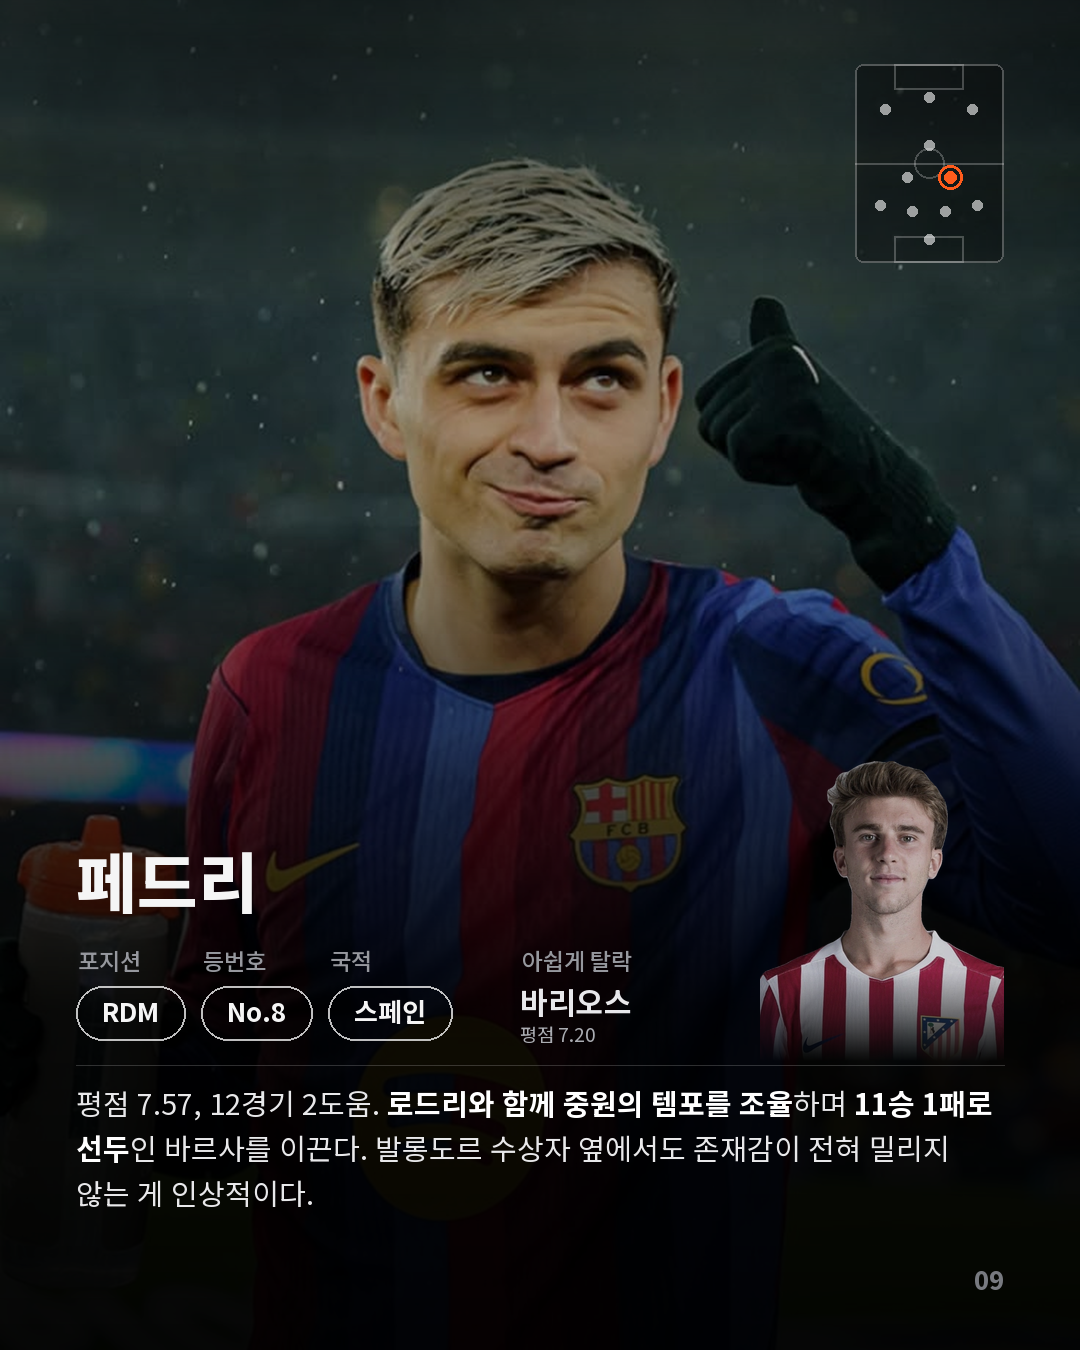 FCB
페드리
포지션 등번호 국적 아쉽게 탈락
RDM No.8 스페인 바리오스
평점 7.20
평점 7.57, 12경기 2도움. 로드리와 함께 중원의 템포를 조율하며 11승 1패로
선두인 바르사를 이끈다. 발롱도르 수상자 옆에서도 존재감이 전혀 밀리지
않는 게 인상적이다.
09